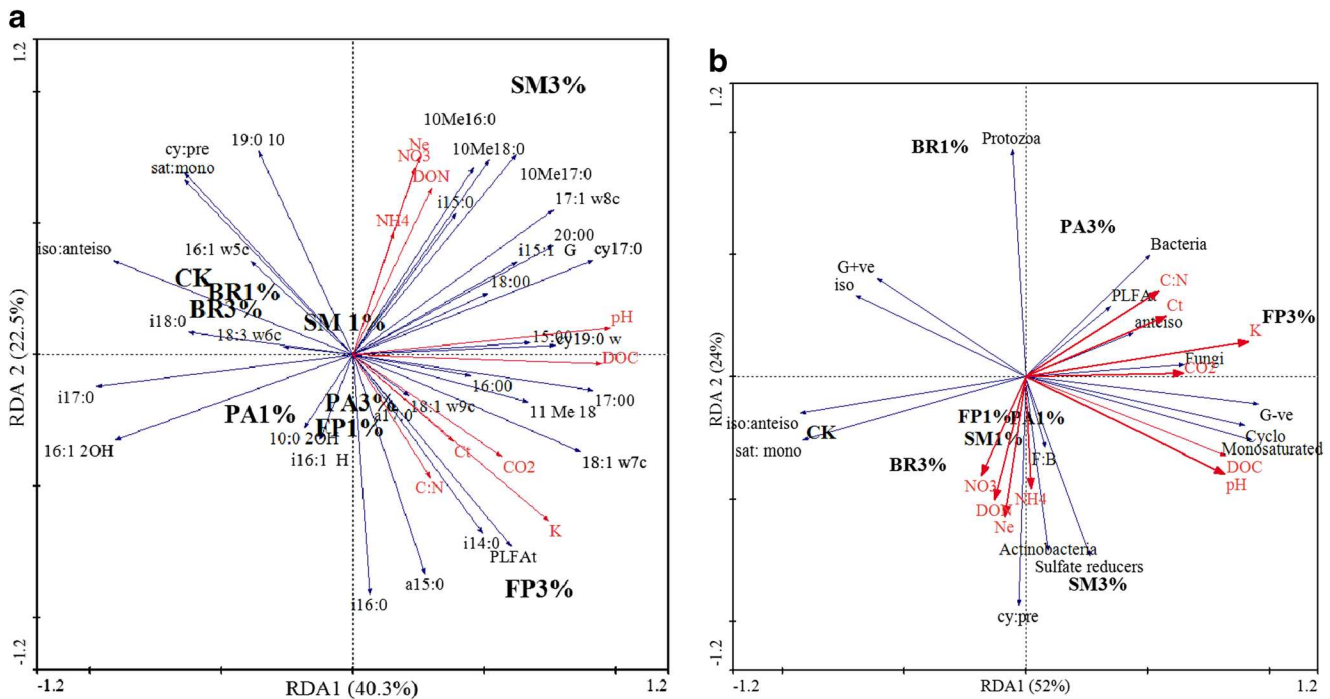 a
1.2
SM3%
10Me16:0
19:0 10
Ne
cy:pre
NO3
10Me18:0
sat:mono
DON
10Me17:0
17:1 w8c
i15:0
NH4
20:00
iso:anteiso
16:1 w5c
i15:1 G
cy17:0
CK
BR1%
18:00
BR3%
SM 1%
pH
i18:0
18:3 w6c
15:00
cy19:0 w
DOC
16:00
i17:0
PA3%
18:1 w9c
17:00
PA1%
a17:0
11 Me 18
FP1%
10:0 2OH
16:1 2OH
i16:1 H
Ct
18:1 w7c
CO2
C:N
K
i14:0
PLFAt
a15:0
FP3%
i16:0
RDA 2 (22.5%)
-1.2
-1.2
RDA1 (40.3%)
1.2
b
1.2
BR1%
Protozoa
PA3%
Bacteria
G+ve
iso
C:N
PLFAt
Ct
FP3%
anteiso
K
Fungi
CO2
iso:anteiso
FP1%
PA1%
G-ve
CK
SM1%
Cyclo
sat: mono
F:B
Monosaturated
BR3%
DOC
NO3
NH4
pH
DON
Ne
Actinobacteria
Sulfate reducers
SM3%
cy:pre
RDA 2 (24%)
-1.2
-1.2
RDA1 (52%)
1.2